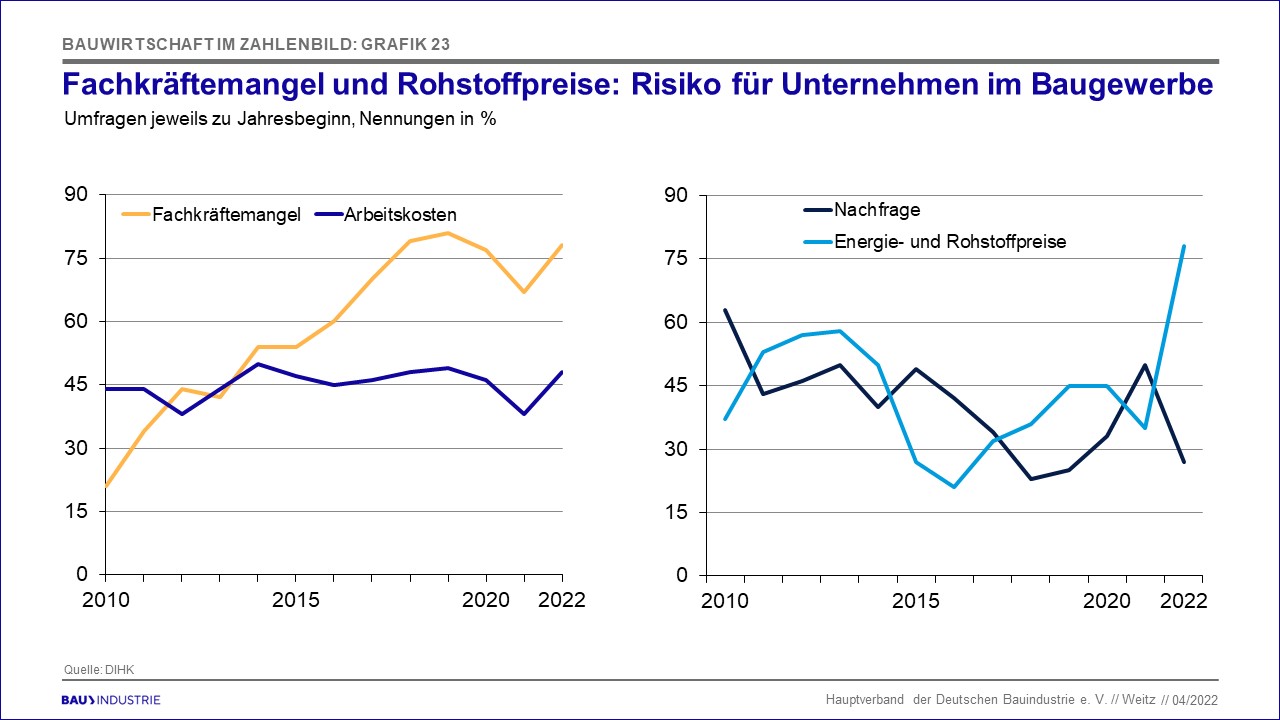 BAUWIRTSCHAFT IM ZAHLENBILD: GRAFIK 23
Fachkräftemangel und Rohstoffpreise: Risiko für Unternehmen im Baugewerbe
Umfragen jeweils zu Jahresbeginn, Nennungen in %
90
75
60
45
30
15
0
Fachkräftemangel
Arbeitskosten
2010
2015
2020
2022
90
75
60
45
30
15
0
Nachfrage
Energie- und Rohstoffpreise
2010
2015
2020
2022
Quelle: DIHK
BAU INDUSTRIE
Hauptverband der Deutschen Bauindustrie e. V. // Weitz // 04/2022